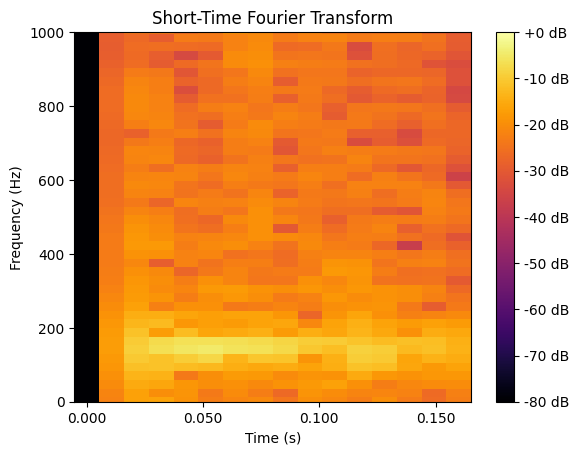 Short-Time Fourier Transform
1000
800
600
400
200
0
Frequency (Hz)
0.000
0.050
0.100
0.150
Time (s)
+0 dB
-10 dB
-20 dB
-30 dB
-40 dB
-50 dB
-60 dB
-70 dB
-80 dB